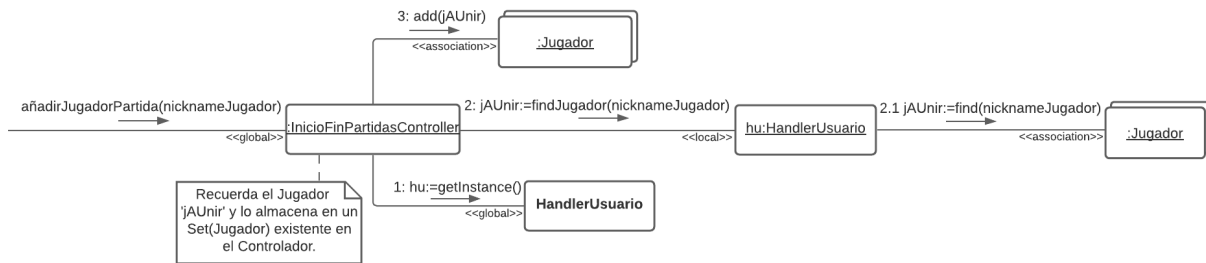 3: add(jAUnir)
<<association>>
:Jugador
añadirJugadorPartida(nicknameJugador)
<<global>>
:InicioFinPartidasController
2: jAUnir:=findJugador(nicknameJugador)
<<local>>
hu:HandlerUsuario
2.1 jAUnir:=find(nicknameJugador)
<<association>>
:Jugador
Recuerda el Jugador
'jAUnir' y lo almacena en un
Set(Jugador) existente en
el Controlador.
1: hu:=getInstance()
<<global>>
HandlerUsuario